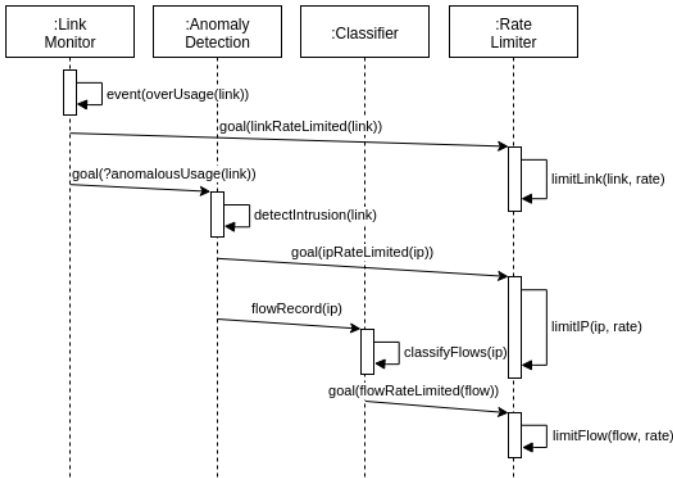 :Link
Monitor
:Anomaly
Detection
:Classifier
:Rate
Limiter
event(overUsage(link))
goal(linkRateLimited(link))
goal(?anomalousUsage(link))
limitLink(link, rate)
detectIntrusion(link)
goal(ipRateLimited(ip))
flowRecord(ip)
limitIP(ip, rate)
classifyFlows(ip)
goal(flowRateLimited(flow))
limitFlow(flow, rate)